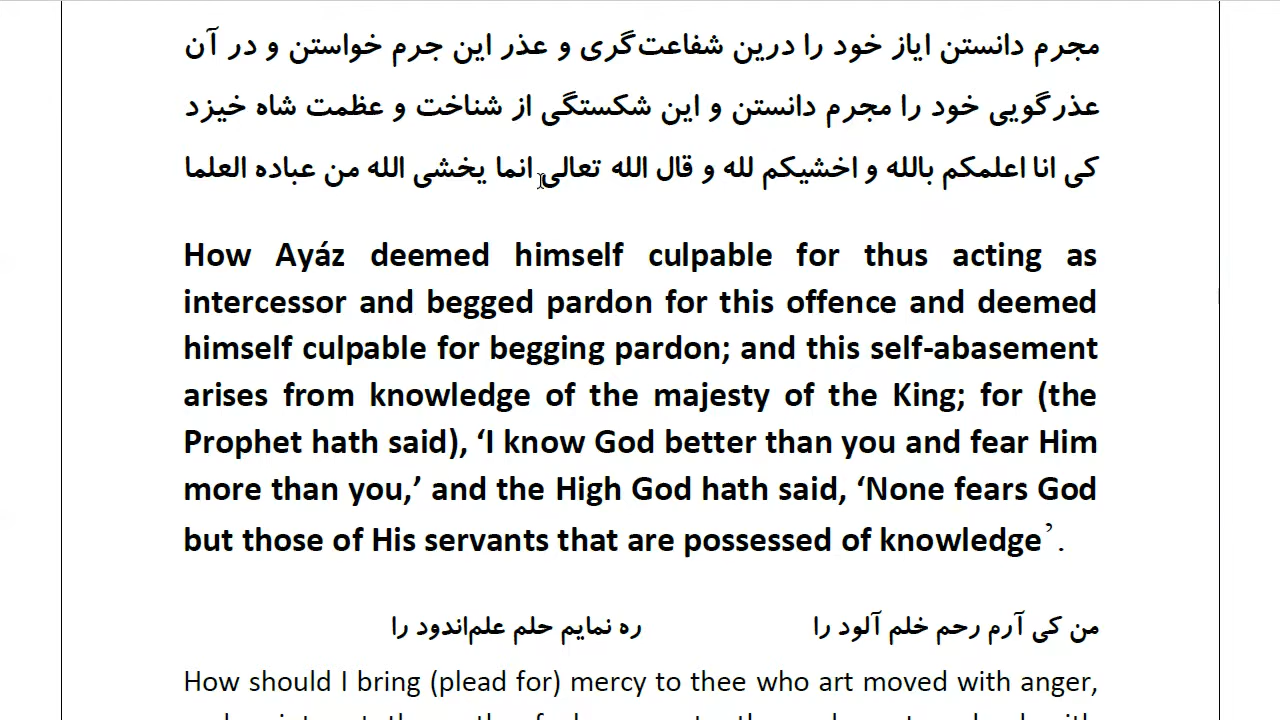 مجرم دانستن ایاز خود را درین شفاعت‌گری و عذر این جرم خواستن و در آن
عذرگویی خود را مجرم دانستن و این شکستگی از شناخت و عظمت شاه خیزد
کی انا اعلمکم بالله و اخشیکم لله و قال الله تعالی انما یخشی الله من عباده العلما
How Ayáz deemed himself culpable for thus acting as
intercessor and begged pardon for this offence and deemed
himself culpable for begging pardon; and this self-abasement
arises from knowledge of the majesty of the King; for (the
Prophet hath said), ‘I know God better than you and fear Him
more than you,’ and the High God hath said, ‘None fears God
but those of His servants that are possessed of knowledge’.
من کی آرم رحم خلم آلود را ره نمایم حلم علم‌اندود را
How should I bring (plead for) mercy to thee who art moved with anger,